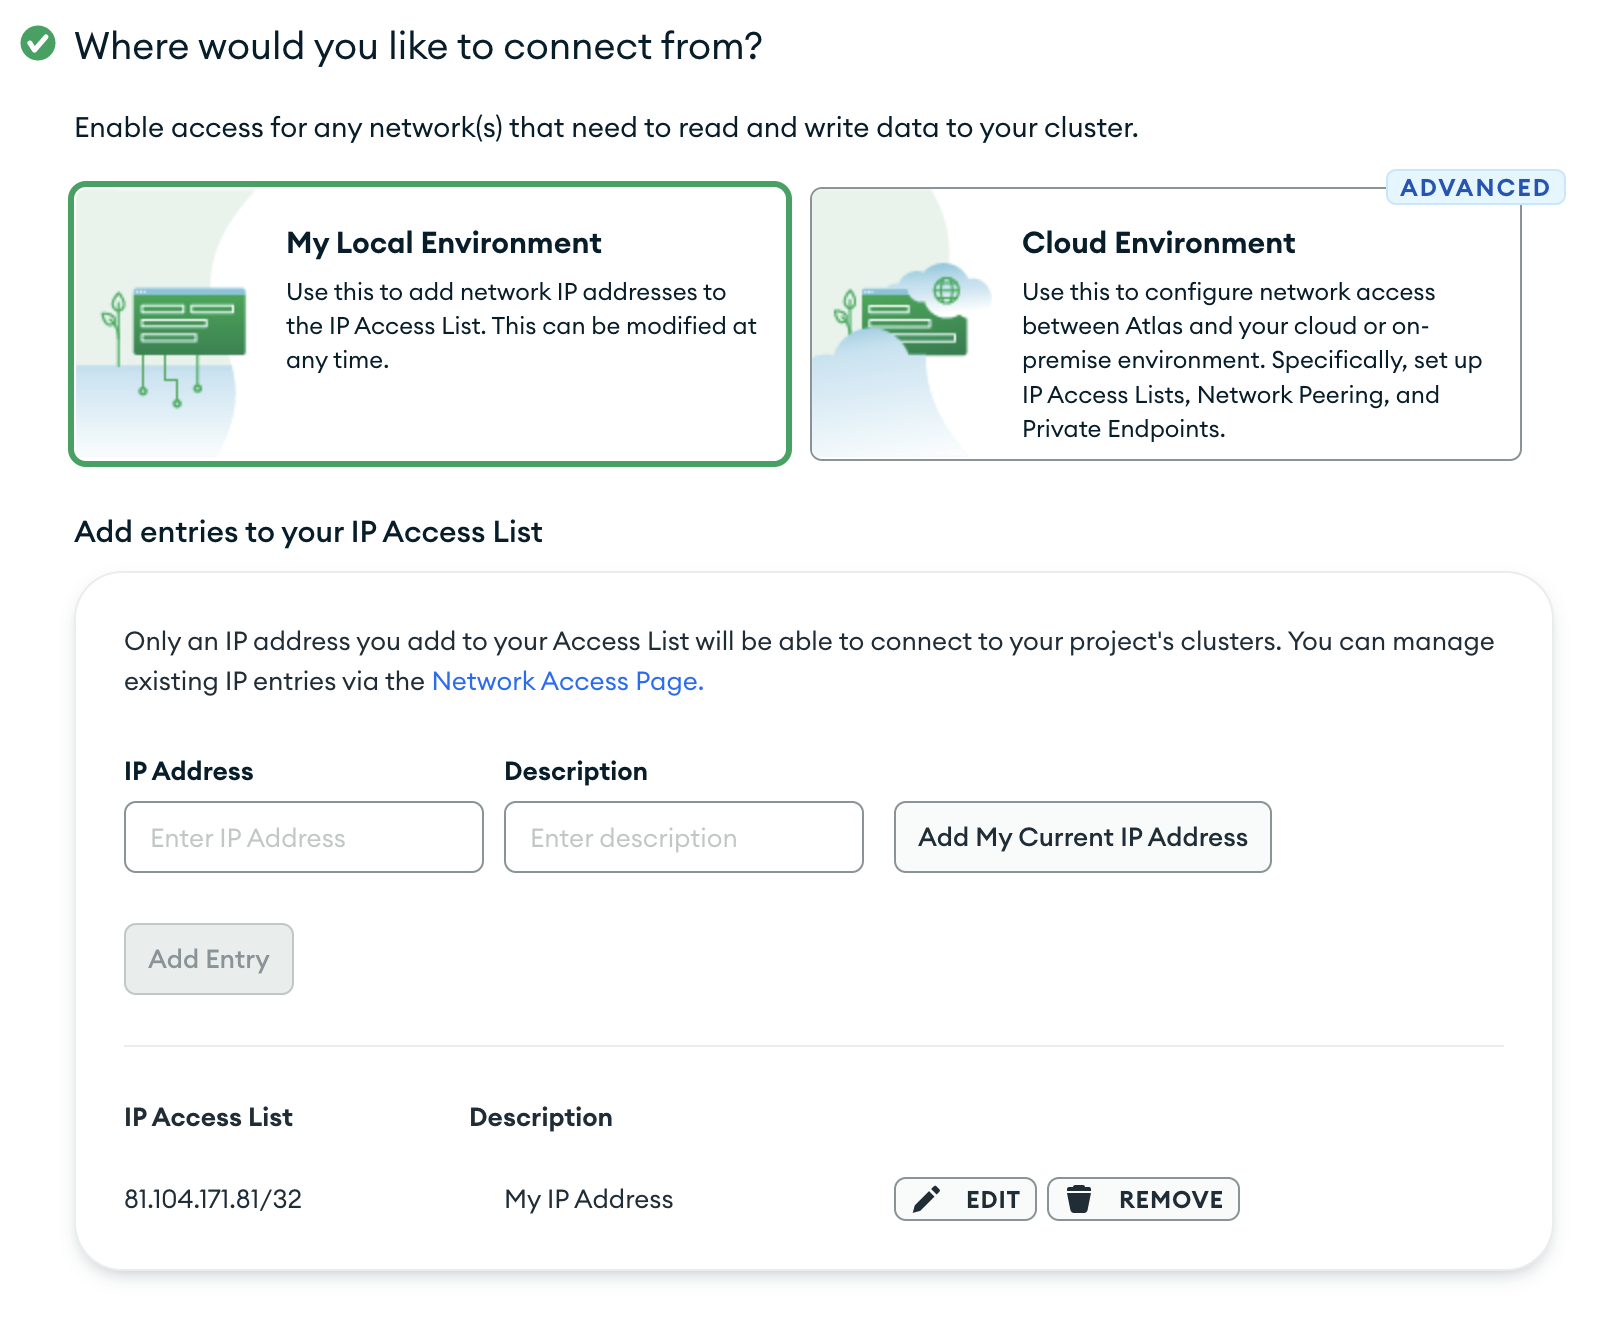 Where would you like to connect from?
Enable access for any network(s) that need to read and write data to your cluster.
My Local Environment
Use this to add network IP addresses to
the IP Access List. This can be modified at
any time.
ADVANCED
Cloud Environment
Use this to configure network access
between Atlas and your cloud or on-
premise environment. Specifically, set up
IP Access Lists, Network Peering, and
Private Endpoints.
Add entries to your IP Access List
Only an IP address you add to your Access List will be able to connect to your project's clusters. You can manage
existing IP entries via the Network Access Page.
IP Address Description
Enter IP Address Enter description Add My Current IP Address
Add Entry
IP Access List Description
81.104.171.81/32 My IP Address EDIT REMOVE